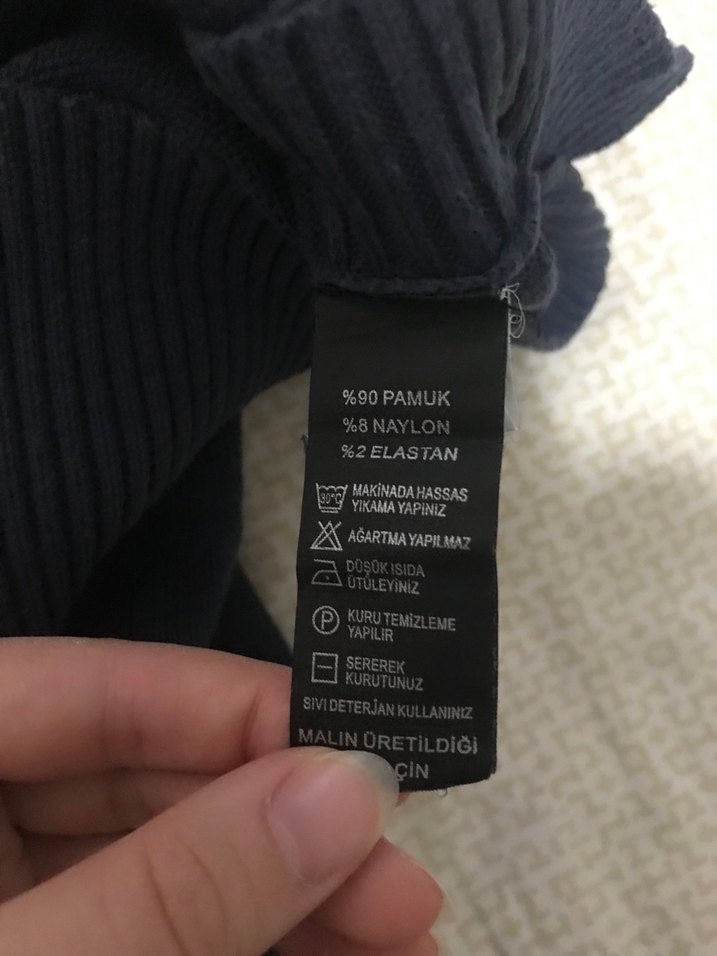 %90 PAMUK
%8 NAYLON
%2 ELASTAN
30°C
MAKİNADA HASSAS
YIKAMA YAPINIZ
AĞARTMA YAPILMAZ
DÜŞÜK ISIDA
ÜTÜLEYİNİZ
P
KURU TEMİZLEME
YAPILIR
SEREREK
KURUTUNUZ
SIVI DETERJAN KULLANINIZ
MALIN ÜRETİLDİĞİ
ÇİN